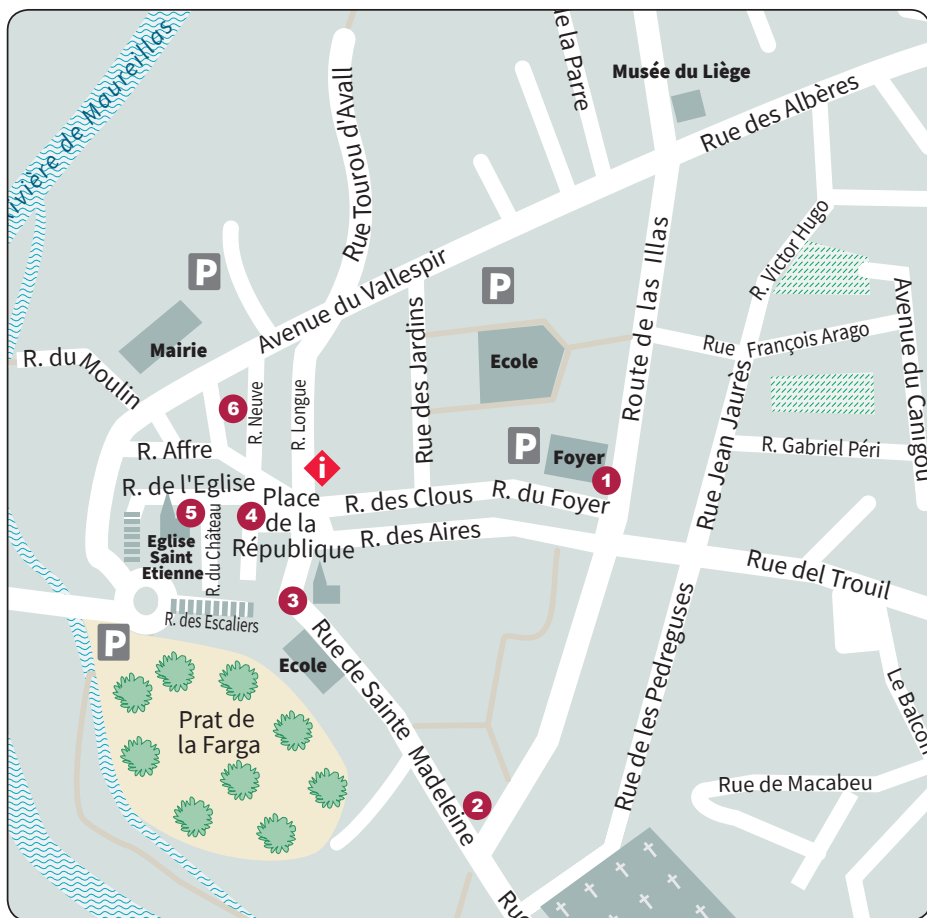 e la Parre
Musée du Liège
Rue des Albères
ivière de Maureillas
Rue Tourou d'Avall
R. Victor Hugo
P
P
Avenue du Vallespir
Route de las Illas
Avenue du Canigou
Mairie
R. du Moulin
Ecole
Rue François Arago
Rue des Jardins
6
R. Neuve
R. Longue
Rue Jean Jaurès
R. Affre
P
Foyer
R. Gabriel Péri
i
1
R. de l'Eglise
R. des Clous
R. du Foyer
5
4
Place
de la
République
R. des Aires
Eglise
Saint
Etienne
R. du Château
Rue del Trouil
3
R. des Escaliers
P
Rue de Sainte Madeleine
Ecole
Rue de les Pedreguses
Le Balcon
Prat de
la Farga
Rue de Macabeu
2
Rue